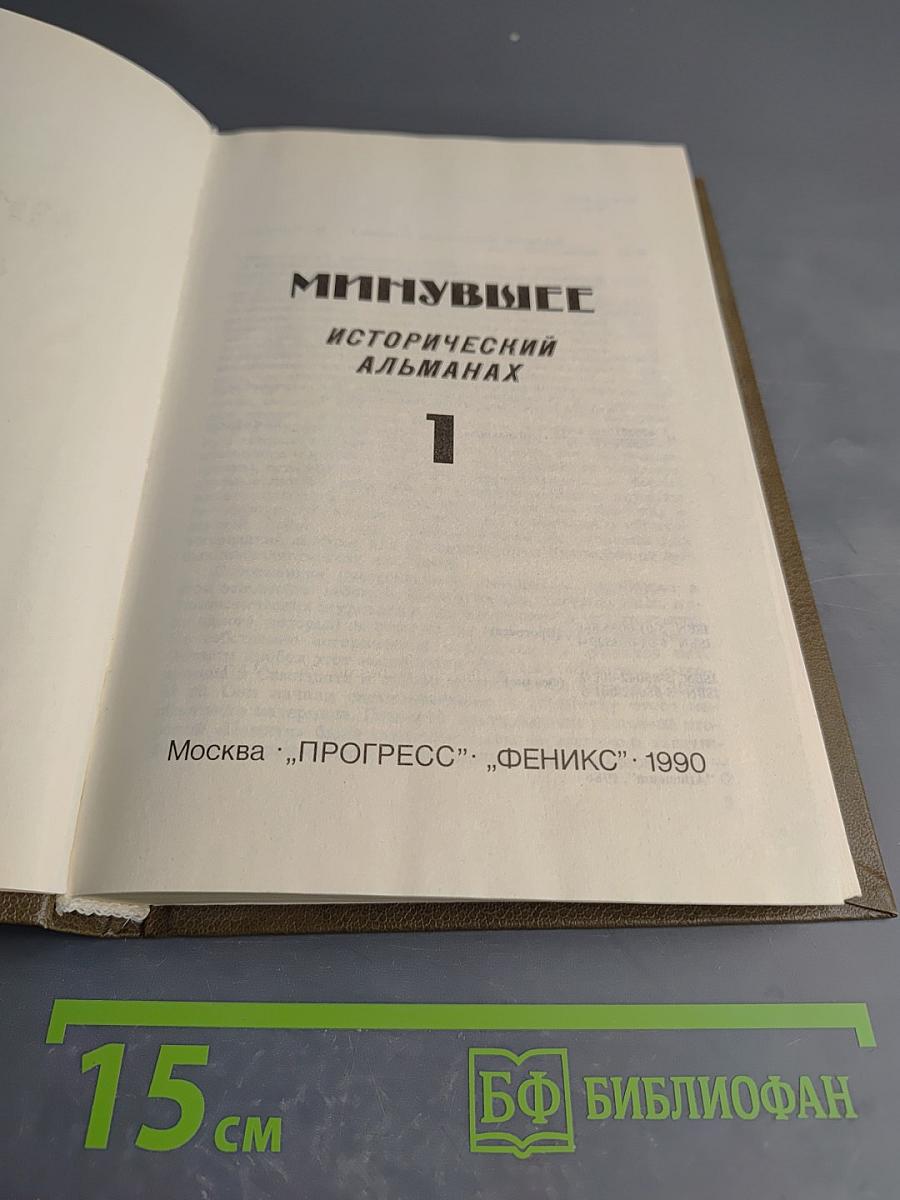 МИНУВШЕЕ
ИСТОРИЧЕСКИЙ
АЛЬМАНАХ
1
Москва · „ПРОГРЕСС” · „ФЕНИКС” · 1990
15 см
БФ БИБЛИОФАН